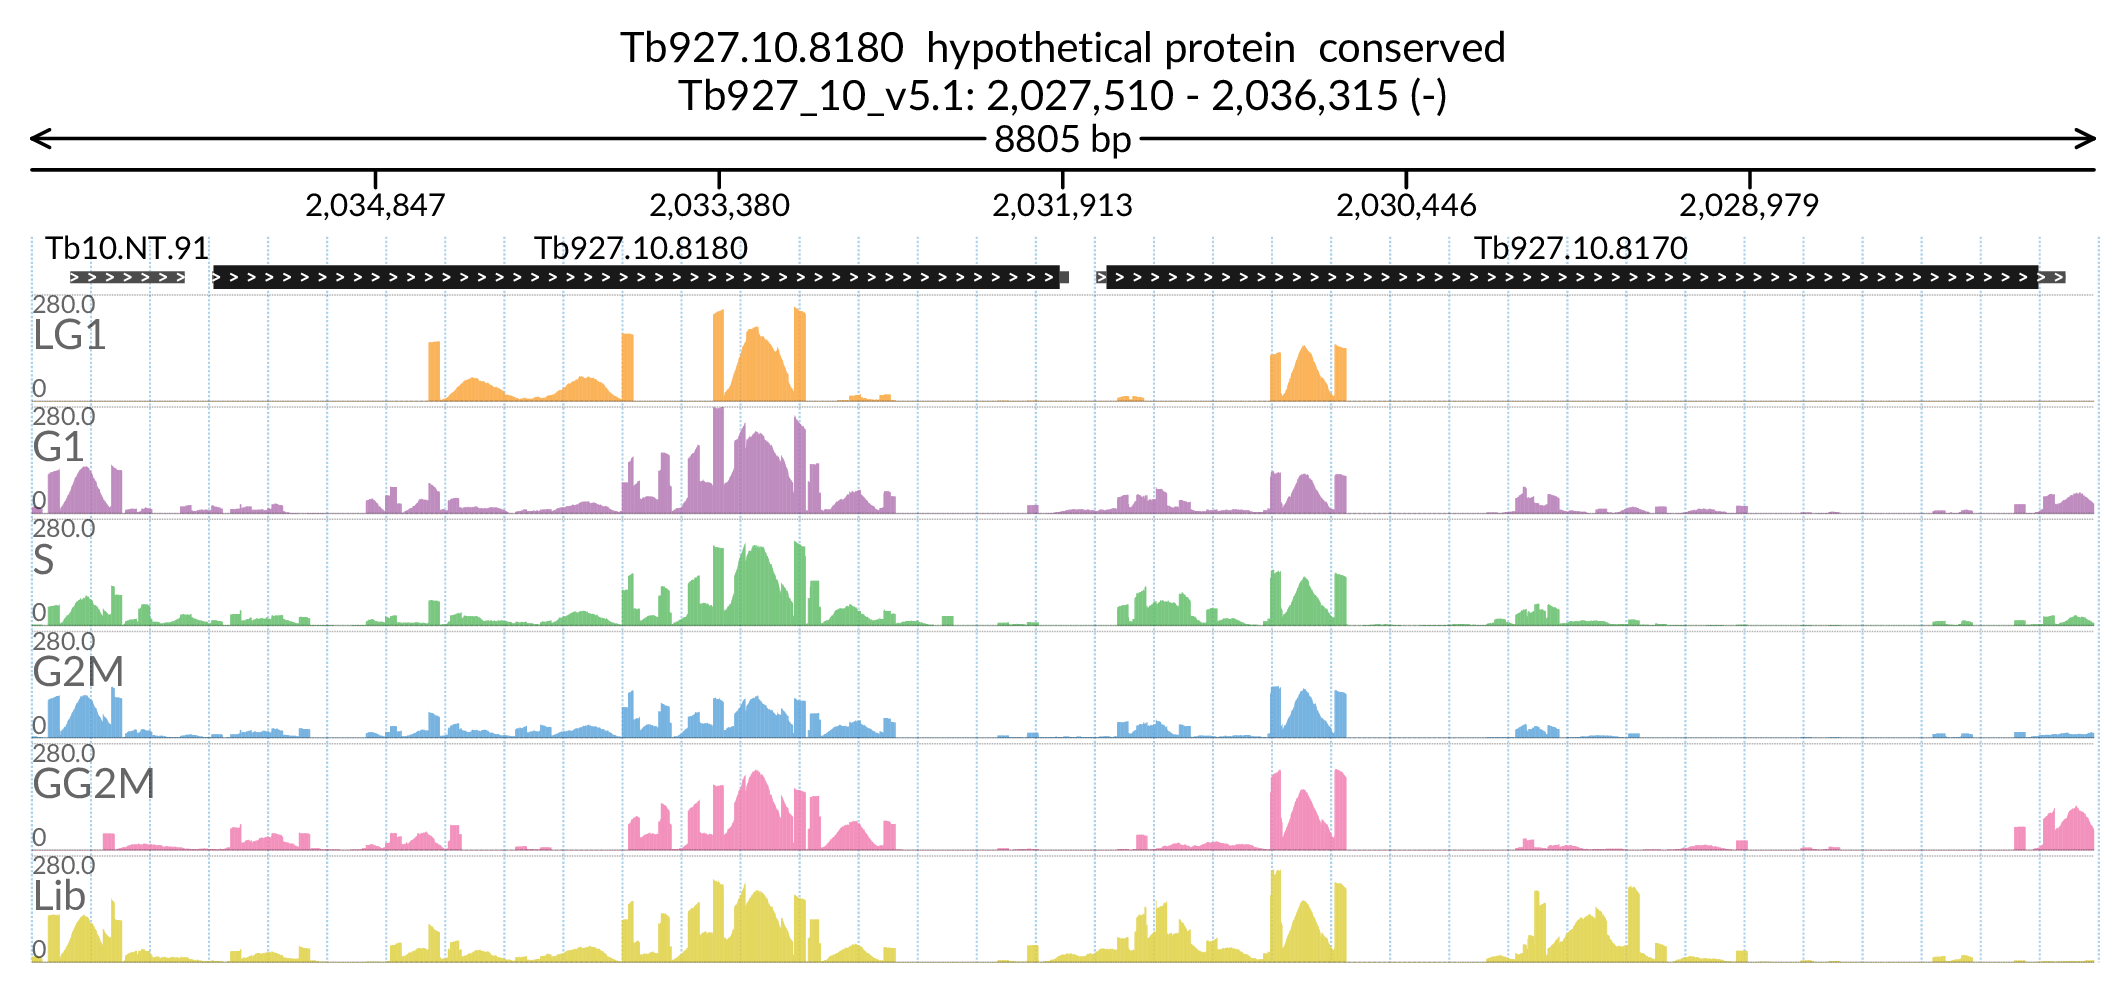 Tb927.10.8180  hypothetical protein  conserved
Tb927_10_v5.1: 2,027,510 - 2,036,315 (-)
8805 bp
2,034,847 2,033,380 2,031,913 2,030,446 2,028,979
Tb10.NT.91 Tb927.10.8180 Tb927.10.8170
280.0
LG1
0
280.0
G1
0
280.0
S
0
280.0
G2M
0
280.0
GG2M
0
280.0
Lib
0